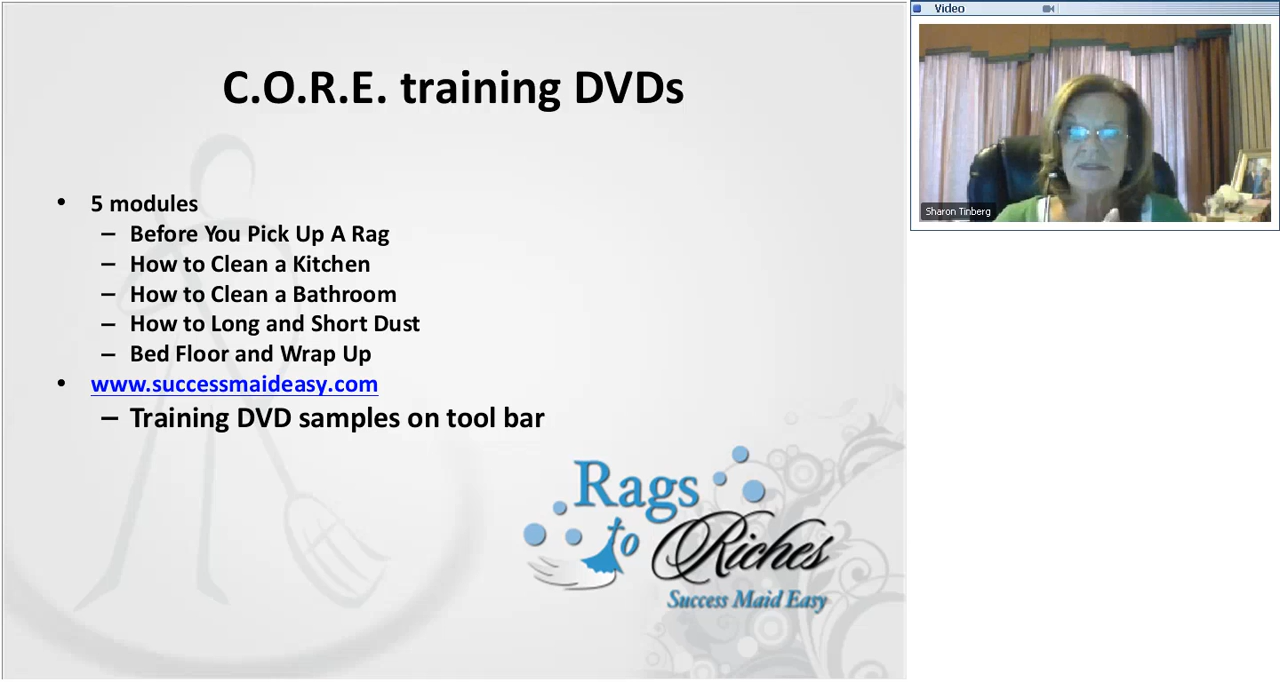 C.O.R.E. training DVDs
• 5 modules
– Before You Pick Up A Rag
– How to Clean a Kitchen
– How to Clean a Bathroom
– How to Long and Short Dust
– Bed Floor and Wrap Up
• www.successmaideasy.com
– Training DVD samples on tool bar
Rags
to Riches
Success Maid Easy
Video
Sharon Tinberg